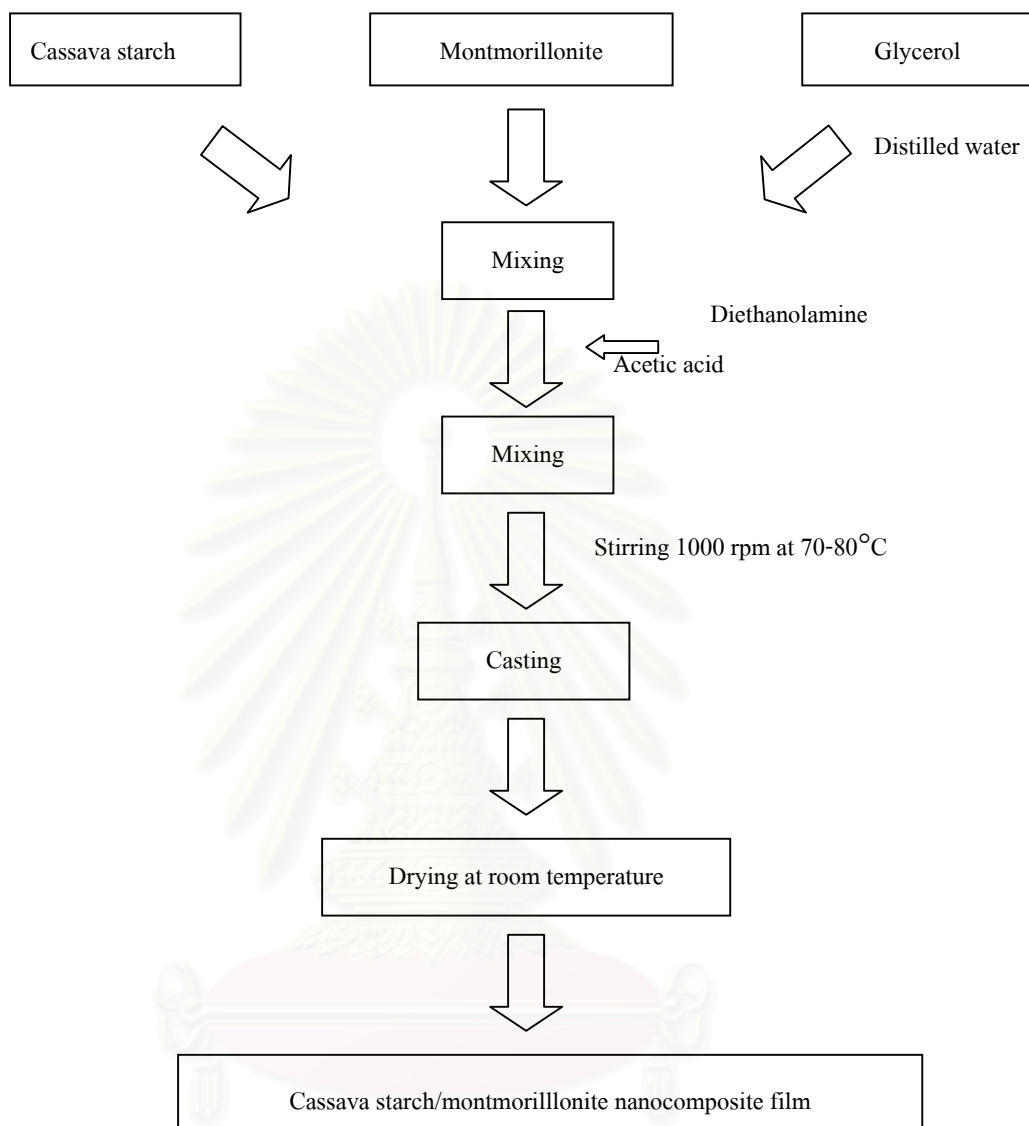 Cassava starch
Montmorillonite
Glycerol
Distilled water
Mixing
Diethanolamine
Acetic acid
Mixing
Stirring 1000 rpm at 70-80°C
Casting
Drying at room temperature
Cassava starch/montmorilllonite nanocomposite film